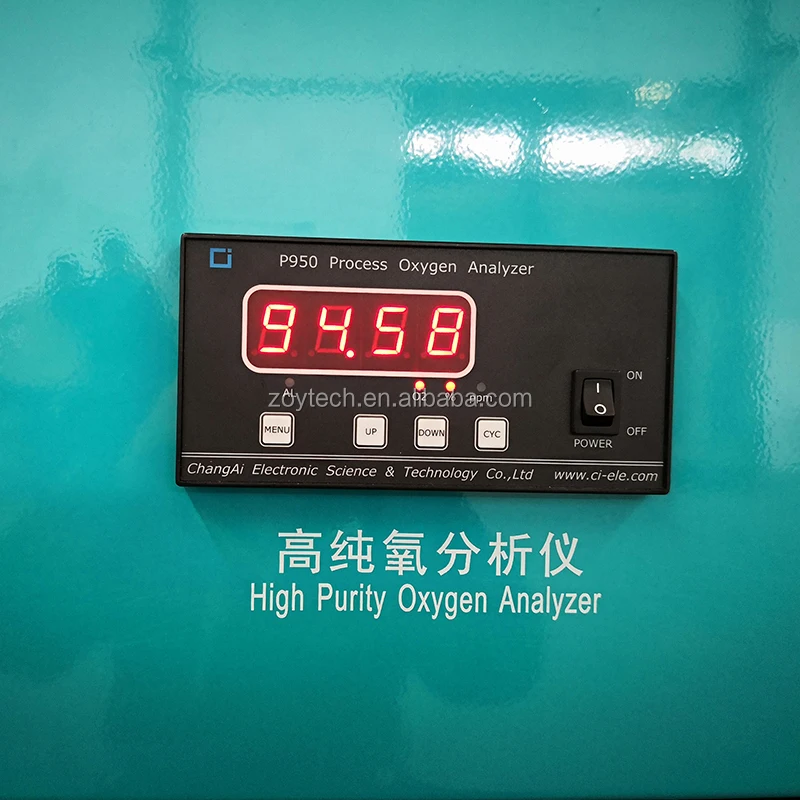 Ci
P950 Process Oxygen Analyzer
94.58
AL O2 % ppm
zoytech.en.alibaba.com
MENU UP DOWN CYC
ON
OFF
POWER
ChangAi Electronic Science & Technology Co.,Ltd www.ci-ele.com
高纯氧分析仪
High Purity Oxygen Analyzer